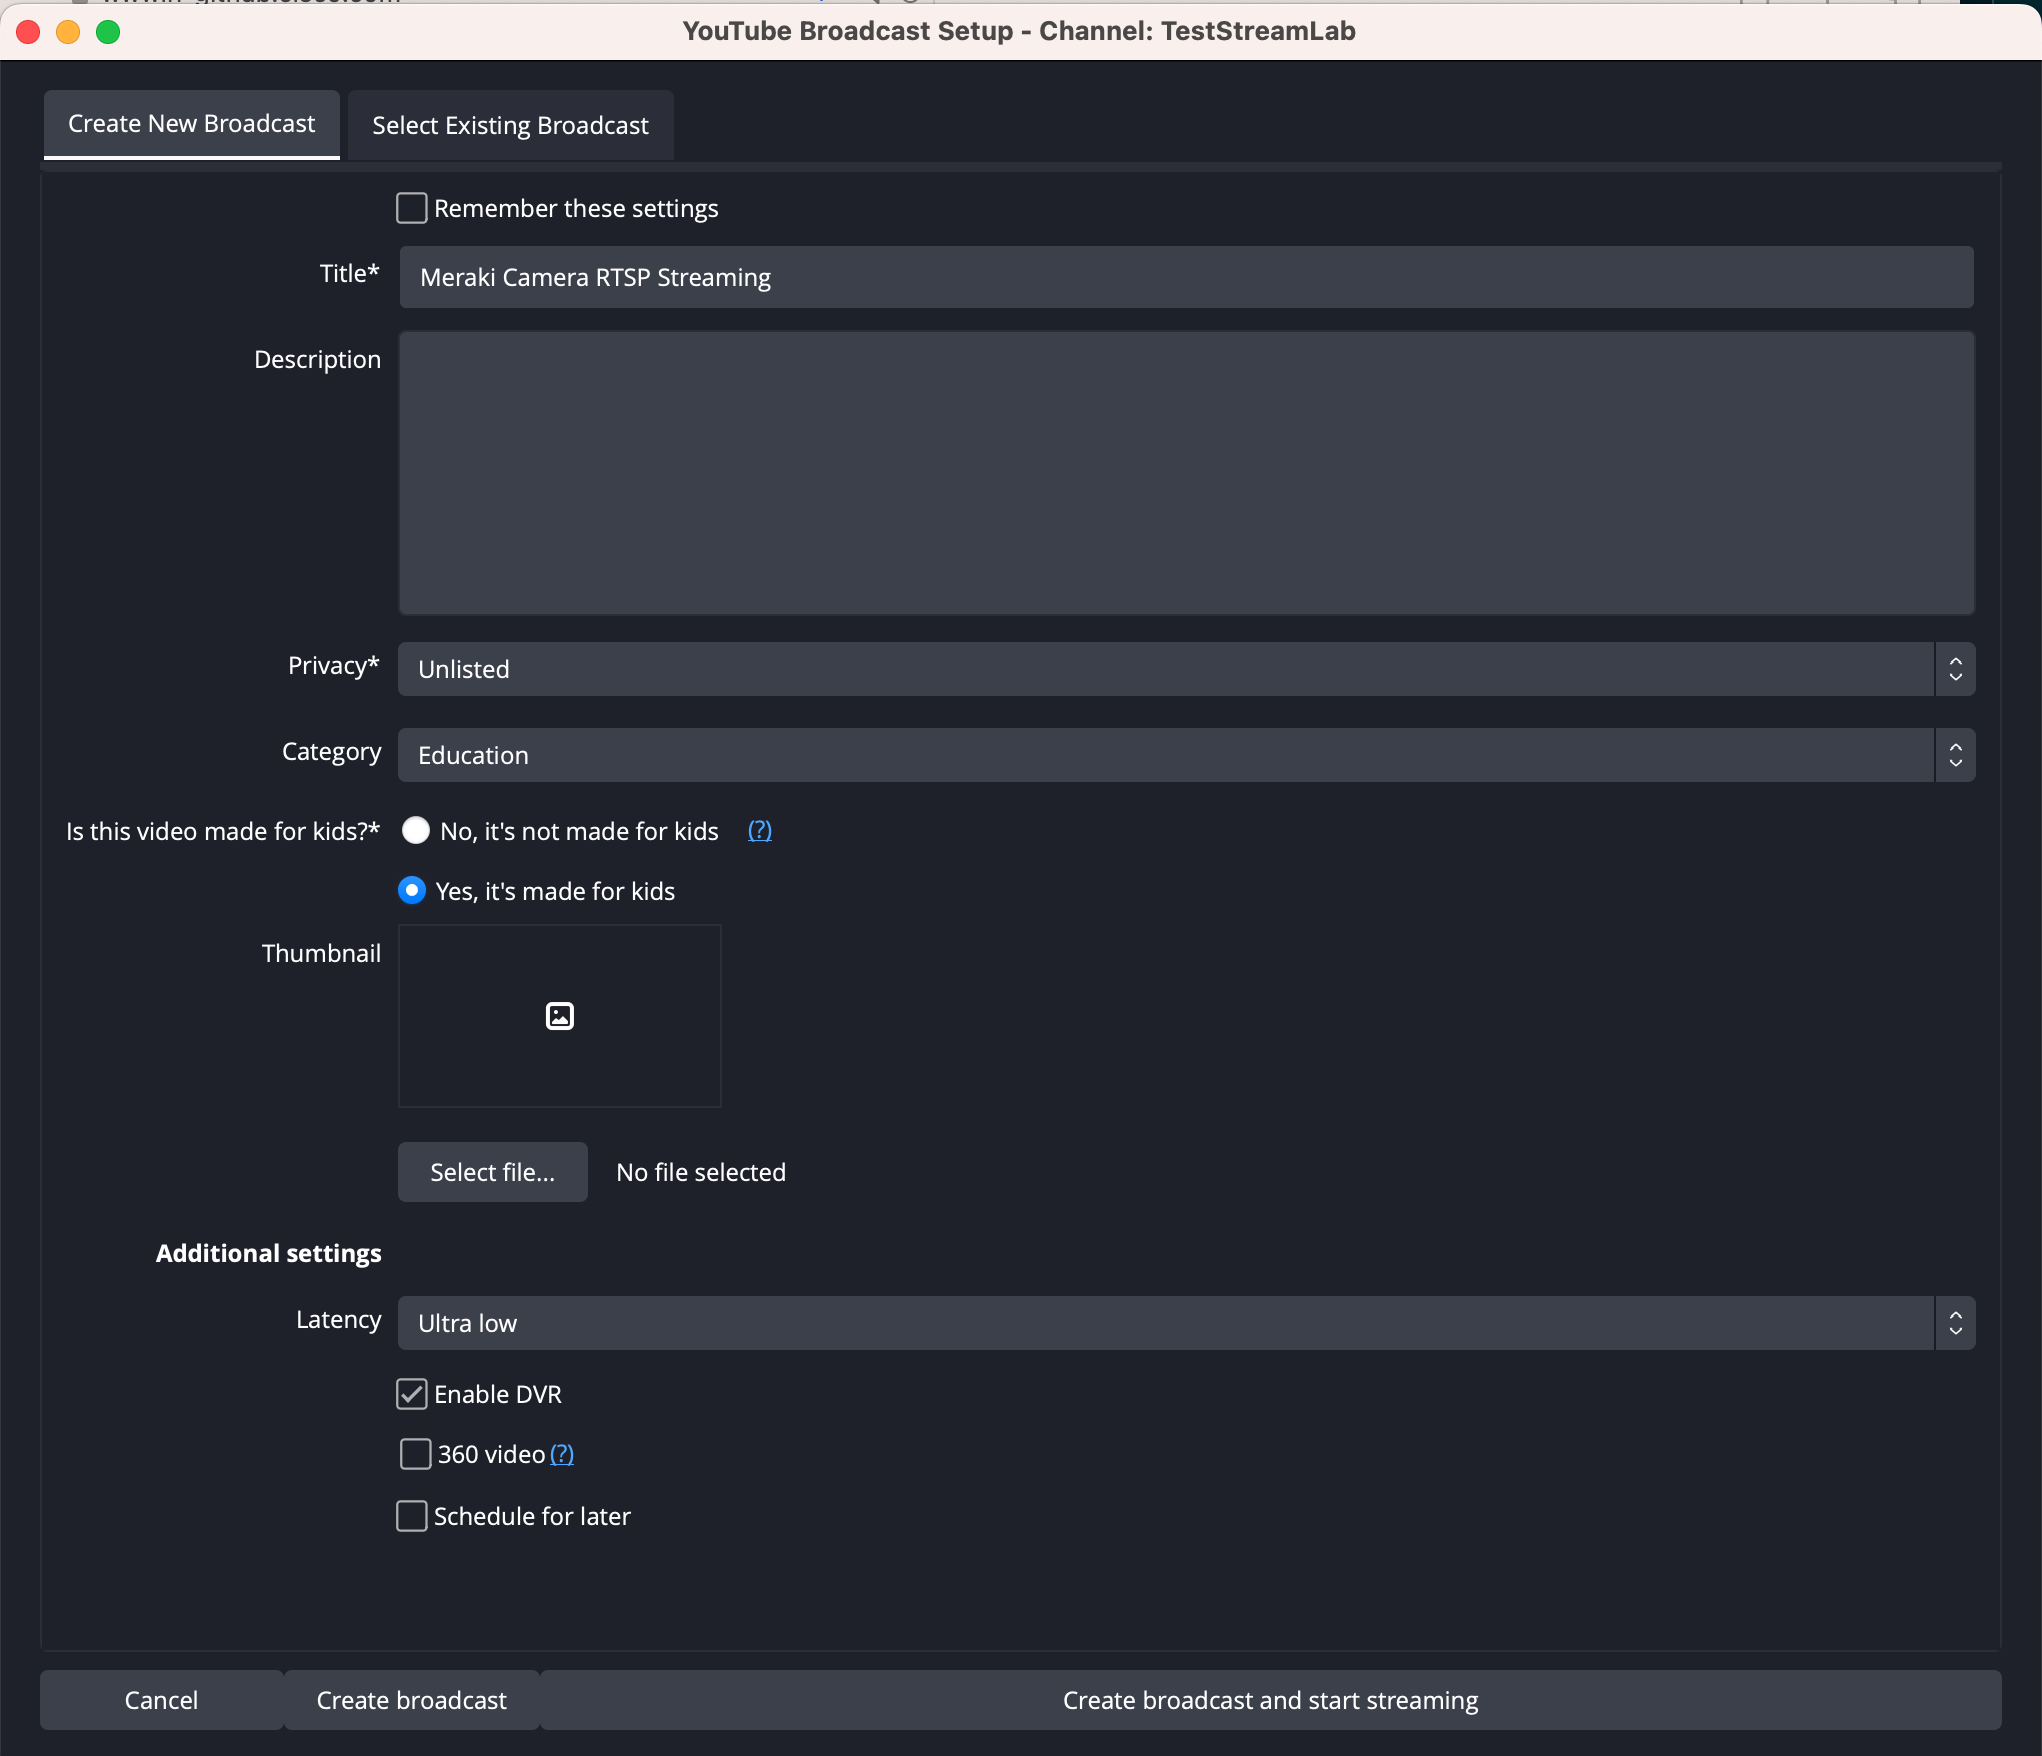 YouTube Broadcast Setup - Channel: TestStreamLab
Create New Broadcast
Select Existing Broadcast
Remember these settings
Title*
Meraki Camera RTSP Streaming
Description
Privacy*
Unlisted
Category
Education
Is this video made for kids?*
No, it's not made for kids
(?)
Yes, it's made for kids
Thumbnail
Select file...
No file selected
Additional settings
Latency
Ultra low
Enable DVR
360 video (?)
Schedule for later
Cancel
Create broadcast
Create broadcast and start streaming